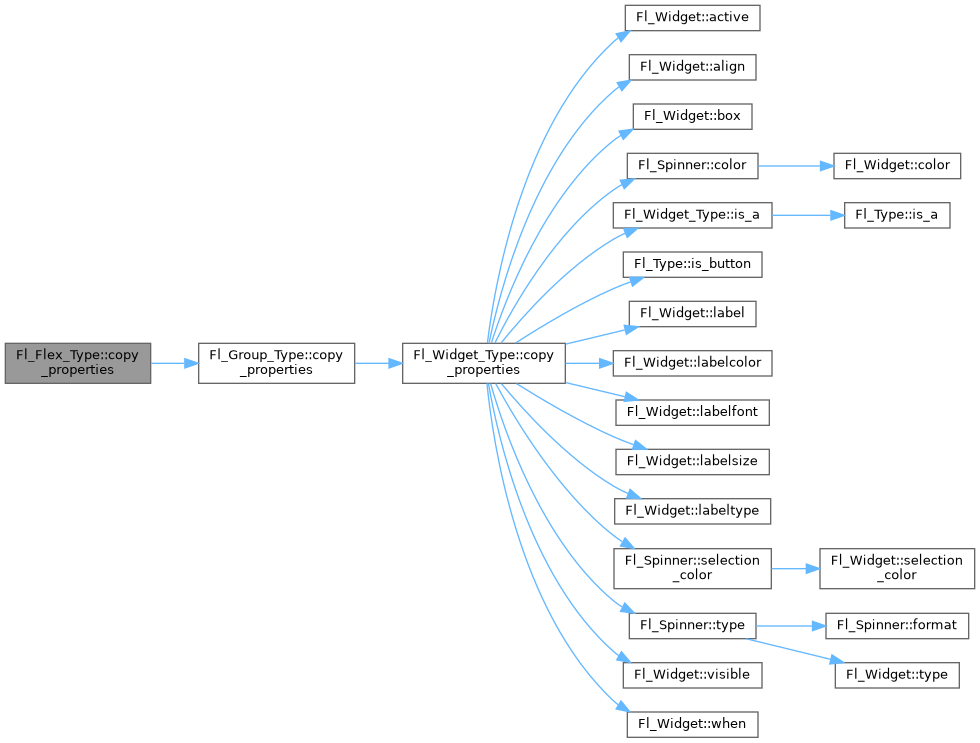 Fl_Flex_Type::copy
_properties
Fl_Group_Type::copy
_properties
Fl_Widget_Type::copy
_properties
Fl_Widget::active
Fl_Widget::align
Fl_Widget::box
Fl_Spinner::color
Fl_Widget::color
Fl_Widget_Type::is_a
Fl_Type::is_a
Fl_Type::is_button
Fl_Widget::label
Fl_Widget::labelcolor
Fl_Widget::labelfont
Fl_Widget::labelsize
Fl_Widget::labeltype
Fl_Spinner::selection
_color
Fl_Widget::selection
_color
Fl_Spinner::type
Fl_Spinner::format
Fl_Widget::type
Fl_Widget::visible
Fl_Widget::when